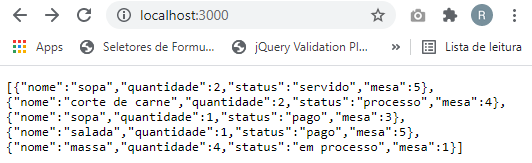 localhost:3000
R
Apps
Seletores de Formu...
jQuery Validation Pl...
»
Lista de leitura
[{"nome":"sopa","quantidade":2,"status":"servido","mesa":5},
{"nome":"corte de carne","quantidade":2,"status":"processo","mesa":4},
{"nome":"sopa","quantidade":1,"status":"pago","mesa":3},
{"nome":"salada","quantidade":1,"status":"pago","mesa":5},
{"nome":"massa","quantidade":4,"status":"em processo","mesa":1}]